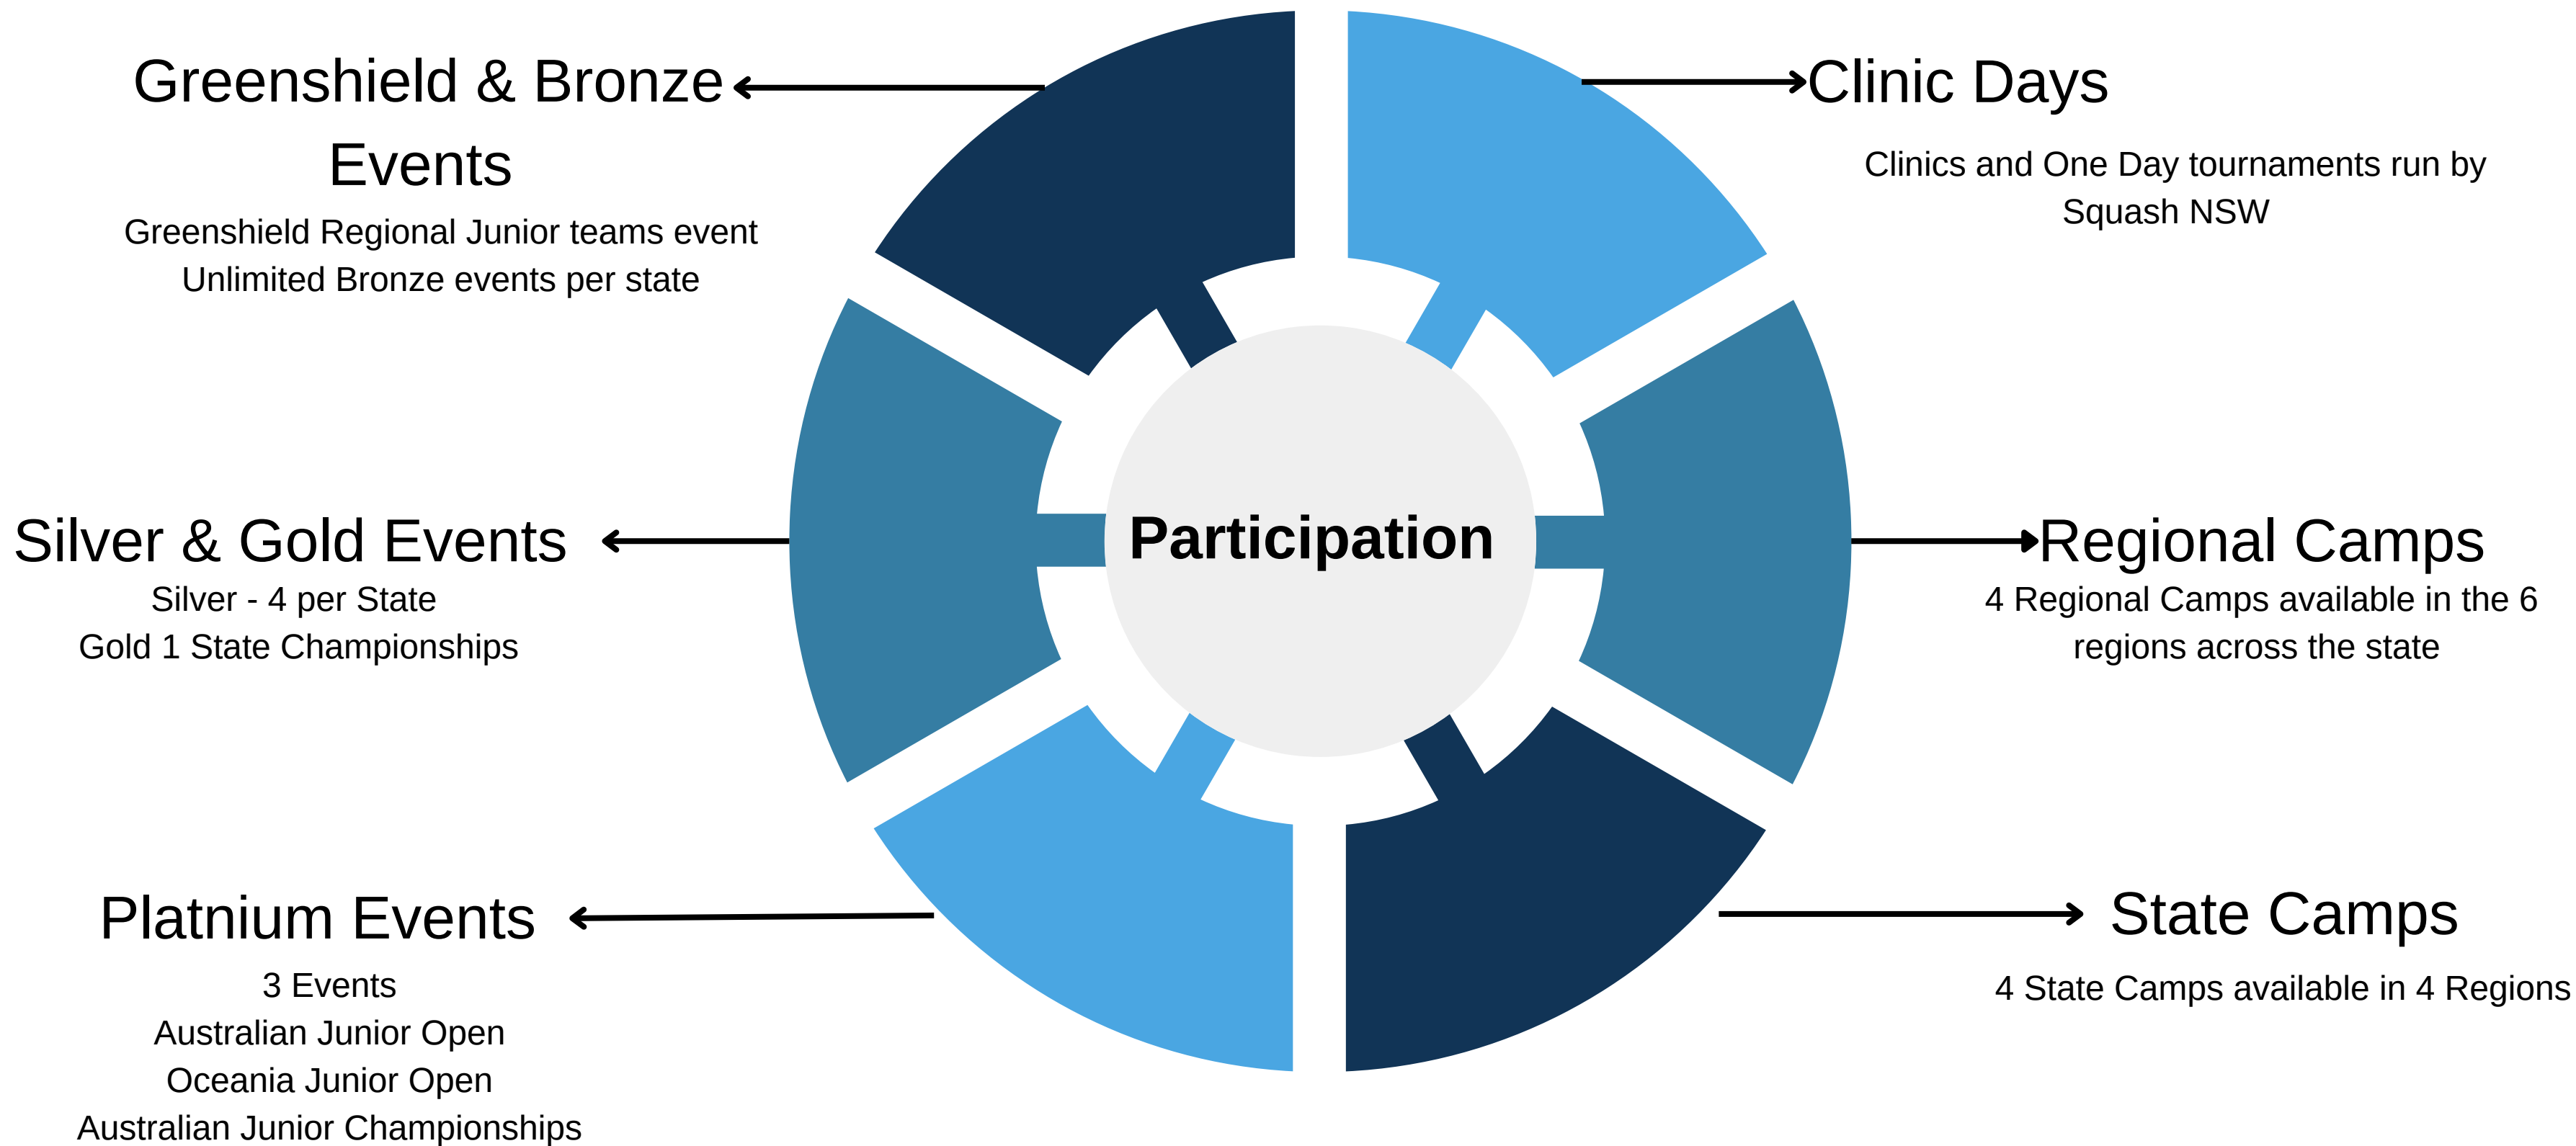 Greenshield & Bronze
Events
Greenshield Regional Junior teams event
Unlimited Bronze events per state
Clinic Days
Clinics and One Day tournaments run by
Squash NSW
Silver & Gold Events
Silver - 4 per State
Gold 1 State Championships
Participation
Regional Camps
4 Regional Camps available in the 6
regions across the state
Platnium Events
3 Events
Australian Junior Open
Oceania Junior Open
Australian Junior Championships
State Camps
4 State Camps available in 4 Regions